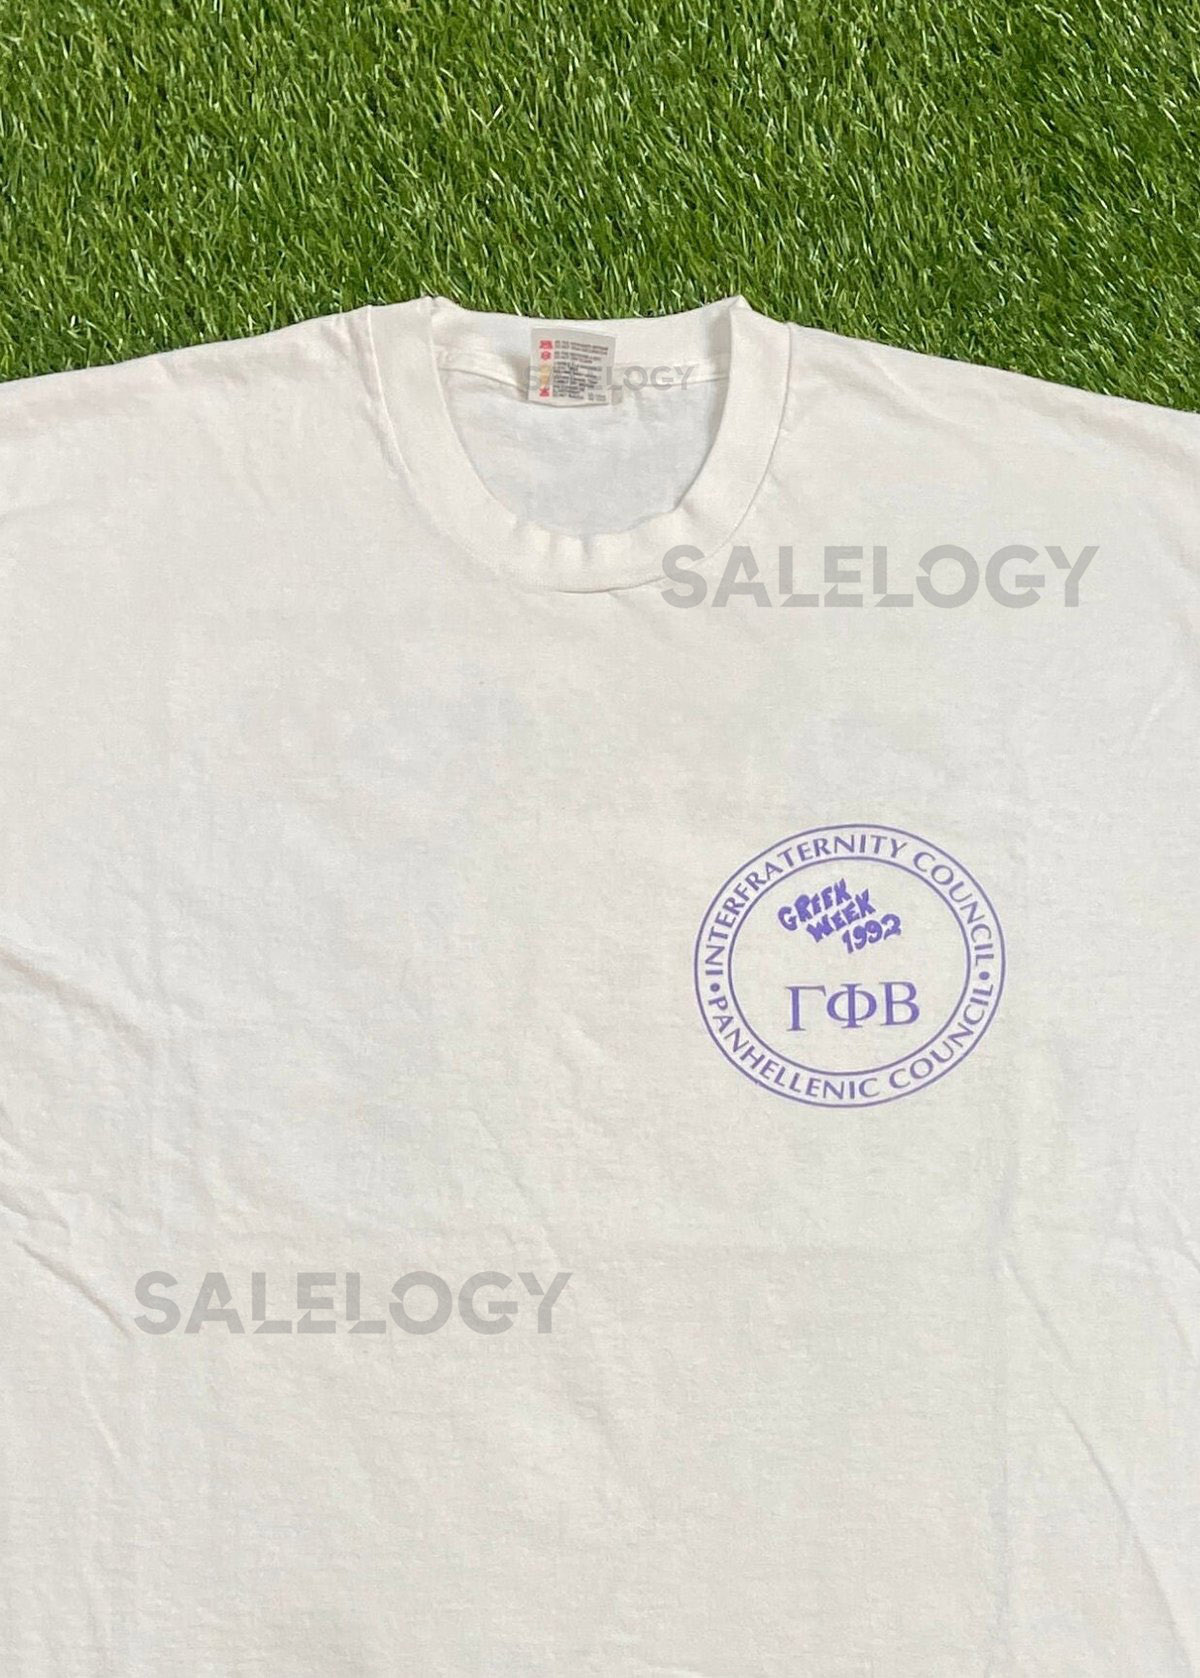 SALELOGY
INTERFRATERNITY COUNCIL
GREEK
WEEK
1992
ΓΦΒ
PANHELLENIC COUNCIL
SALELOGY